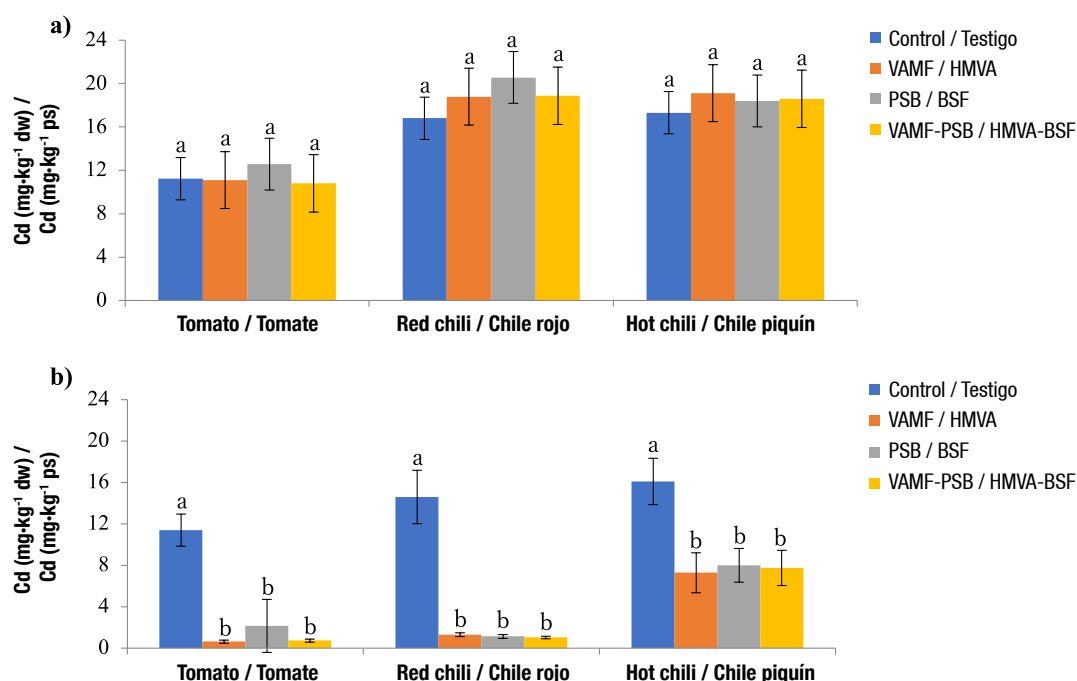 a)
24
20
16
12
8
4
0
Cd (mg·kg⁻¹ dw) /
Cd (mg·kg⁻¹ ps)
a a a a
a a a a
a a a a
Tomato / Tomate
Red chili / Chile rojo
Hot chili / Chile piquín
Control / Testigo
VAMF / HMVA
PSB / BSF
VAMF-PSB / HMVA-BSF
b)
24
20
16
12
8
4
0
Cd (mg·kg⁻¹ dw) /
Cd (mg·kg⁻¹ ps)
a b b b
a b b b
a b b b
Tomato / Tomate
Red chili / Chile rojo
Hot chili / Chile piquín
Control / Testigo
VAMF / HMVA
PSB / BSF
VAMF-PSB / HMVA-BSF